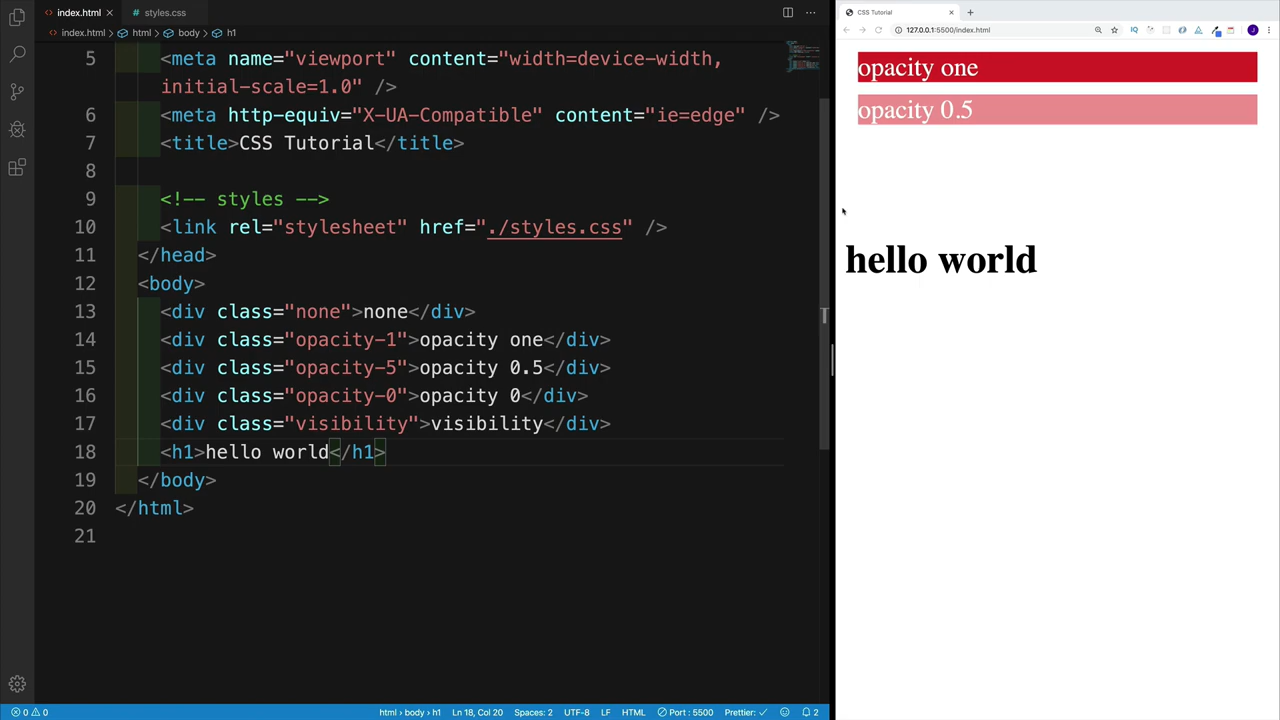 index.html
styles.css
index.html > html > body > h1
5 <meta name="viewport" content="width=device-width,
initial-scale=1.0" />
6 <meta http-equiv="X-UA-Compatible" content="ie=edge" />
7 <title>CSS Tutorial</title>
8
9 <!-- styles -->
10 <link rel="stylesheet" href="./styles.css" />
11 </head>
12 <body>
13 <div class="none">none</div>
14 <div class="opacity-1">opacity one</div>
15 <div class="opacity-5">opacity 0.5</div>
16 <div class="opacity-0">opacity 0</div>
17 <div class="visibility">visibility</div>
18 <h1>hello world</h1>
19 </body>
20 </html>
21
0 0
html > body > h1
Ln 18, Col 20
Spaces: 2
UTF-8
LF
HTML
Port : 5500
Prettier: ✓
2
CSS Tutorial
127.0.0.1:5500/index.html
IQ
J
opacity one
opacity 0.5
hello world
T